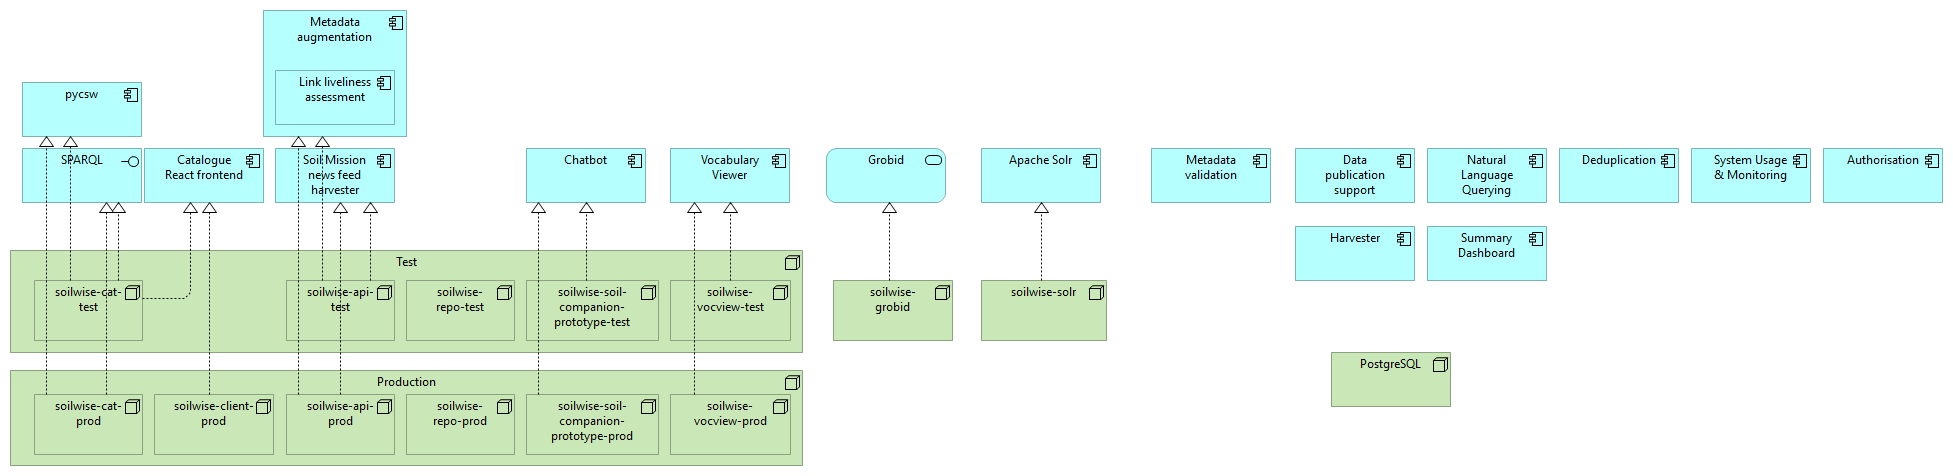 Metadata
augmentation
Link liveliness
assessment
pycsw
SPARQL
Catalogue
React frontend
Soil Mission
news feed
harvester
Chatbot
Vocabulary
Viewer
Grobid
Apache Solr
Metadata
validation
Data
publication
support
Natural
Language
Querying
Deduplication
System Usage
& Monitoring
Authorisation
Harvester
Summary
Dashboard
Test
soilwise-cat-
test
soilwise-api-
test
soilwise-
repo-test
soilwise-soil-
companion-
prototype-test
soilwise-
vocview-test
soilwise-
grobid
soilwise-solr
PostgreSQL
Production
soilwise-cat-
prod
soilwise-client-
prod
soilwise-api-
prod
soilwise-
repo-prod
soilwise-soil-
companion-
prototype-prod
soilwise-
vocview-prod